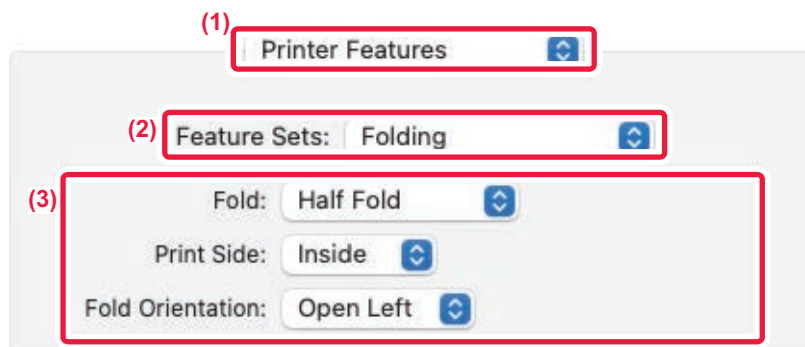 (1)
Printer Features
(2) Feature Sets: Folding
(3) Fold: Half Fold
Print Side: Inside
Fold Orientation: Open Left